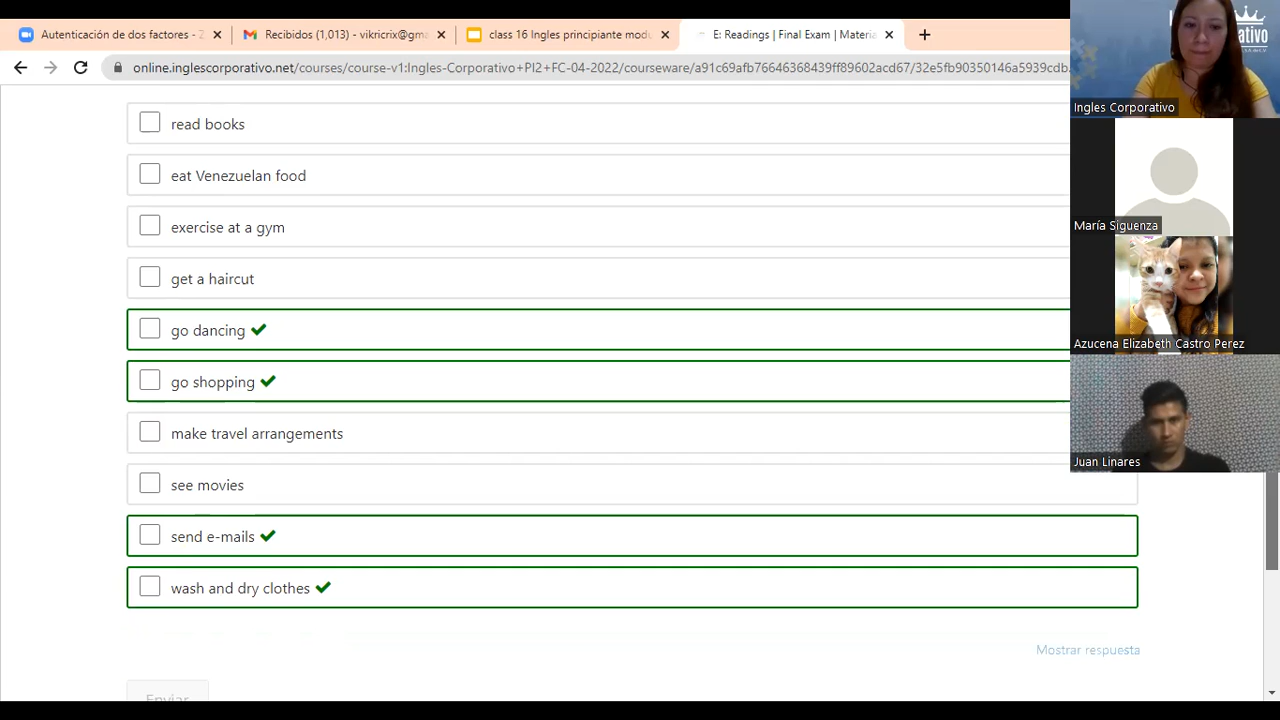 Autenticación de dos factores - Z
Recibidos (1,013) - vikricrix@gm
class 16 Ingles principiante modu
E: Readings | Final Exam | Materia
online.inglescorporativo.net/courses/course-v1:Ingles-Corporativo+PI2+FC-04-2022/courseware/a91c69afb76646368439ff89602acd67/32e5fb90350146a5939cdb
Ingles Corporativo
read books
eat Venezuelan food
María Siguenza
exercise at a gym
get a haircut
go dancing
Azucena Elizabeth Castro Perez
go shopping
make travel arrangements
Juan Linares
see movies
send e-mails
wash and dry clothes
Mostrar respuesta
Enviar